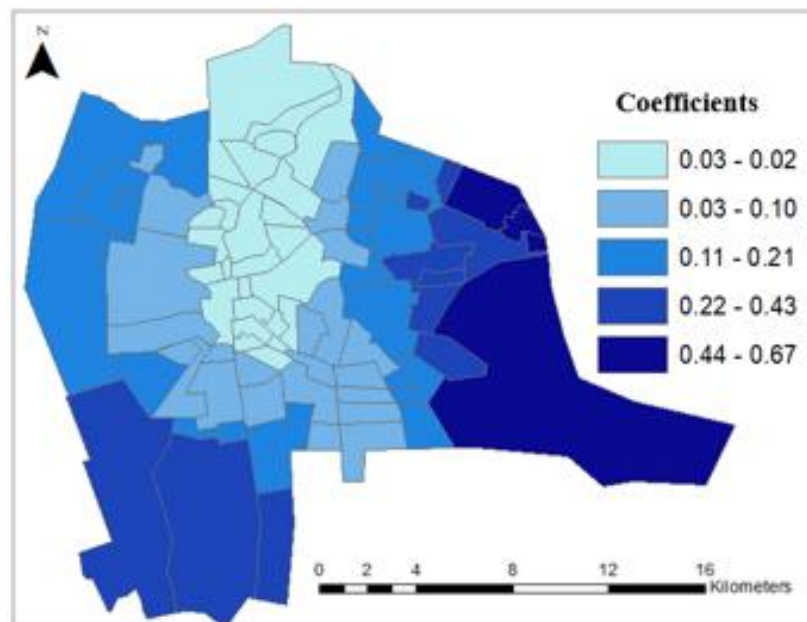 N
Coefficients
0.03 - 0.02
0.03 - 0.10
0.11 - 0.21
0.22 - 0.43
0.44 - 0.67
0 2 4 8 12 16
Kilometers